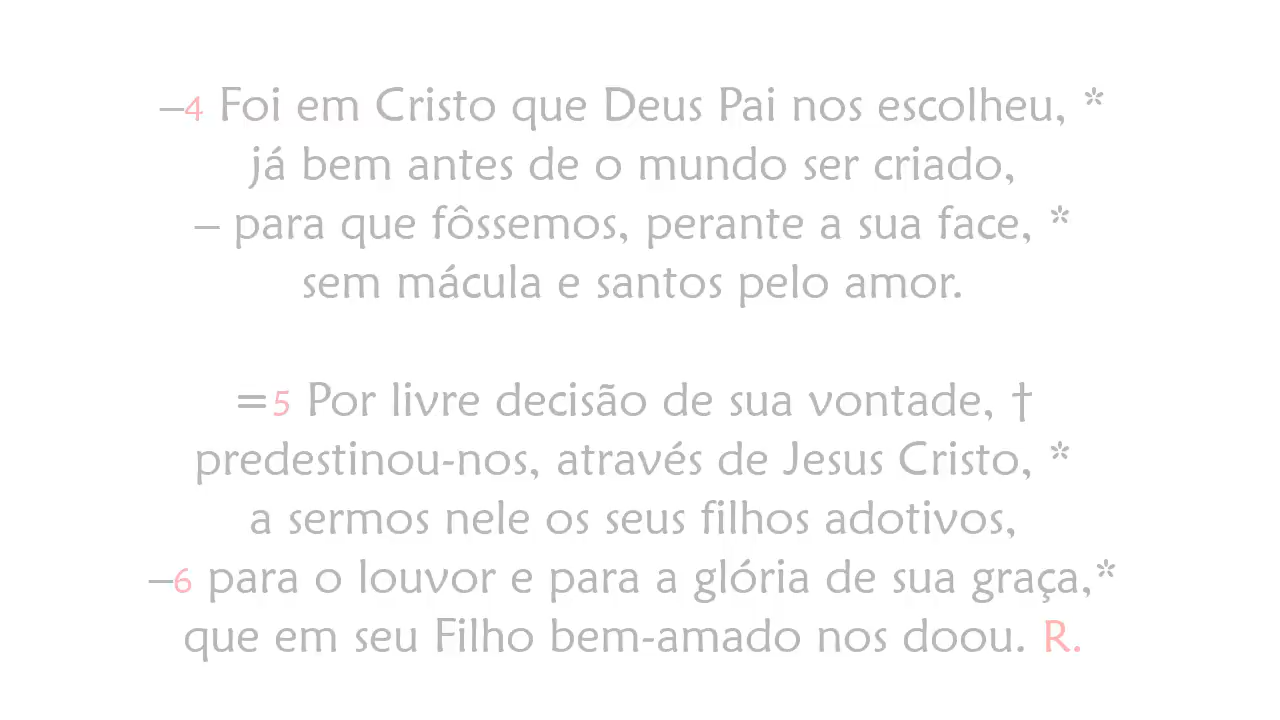 –4 Foi em Cristo que Deus Pai nos escolheu, *
já bem antes de o mundo ser criado,
– para que fôssemos, perante a sua face, *
sem mácula e santos pelo amor.
=5 Por livre decisão de sua vontade, †
predestinou-nos, através de Jesus Cristo, *
a sermos nele os seus filhos adotivos,
–6 para o louvor e para a glória de sua graça,*
que em seu Filho bem-amado nos doou. R.